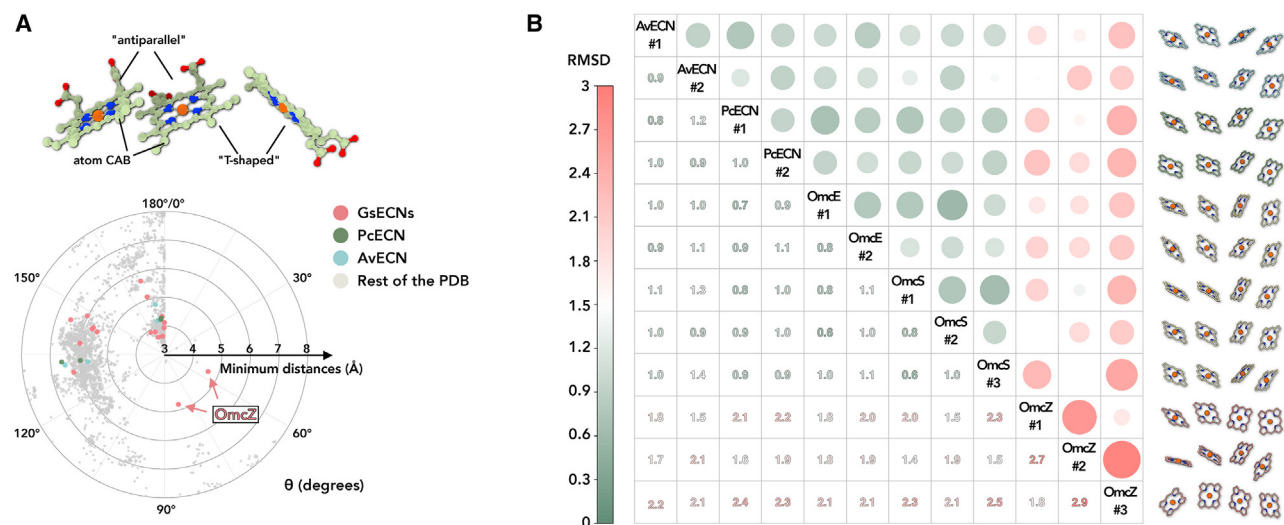 A
"antiparallel"
atom CAB
"T-shaped"
180°/0°
GsECNs
PcECN
AvECN
Rest of the PDB
150°
30°
3 4 5 6 7 8
Minimum distances (Å)
OmcZ
120°
60°
θ (degrees)
90°
B
RMSD
3
2.7
2.4
2.1
1.8
1.5
1.2
0.9
0.6
0.3
0
AvECN #1
0.9 AvECN #2
0.8 1.2 PcECN #1
1.0 0.9 1.0 PcECN #2
1.0 1.0 0.7 0.9 OmcE #1
0.9 1.1 0.9 1.1 0.8 OmcE #2
1.1 1.3 0.8 1.0 0.8 1.1 OmcS #1
1.0 0.9 0.9 1.0 0.6 1.0 0.8 OmcS #2
1.0 1.4 0.9 0.9 1.0 1.1 0.6 1.0 OmcS #3
1.8 1.5 2.1 2.2 1.8 2.0 2.0 1.5 2.3 OmcZ #1
1.7 2.1 1.6 1.9 1.8 1.9 1.4 1.9 1.5 2.7 OmcZ #2
2.2 2.1 2.4 2.3 2.1 2.1 2.3 2.1 2.5 1.8 2.9 OmcZ #3